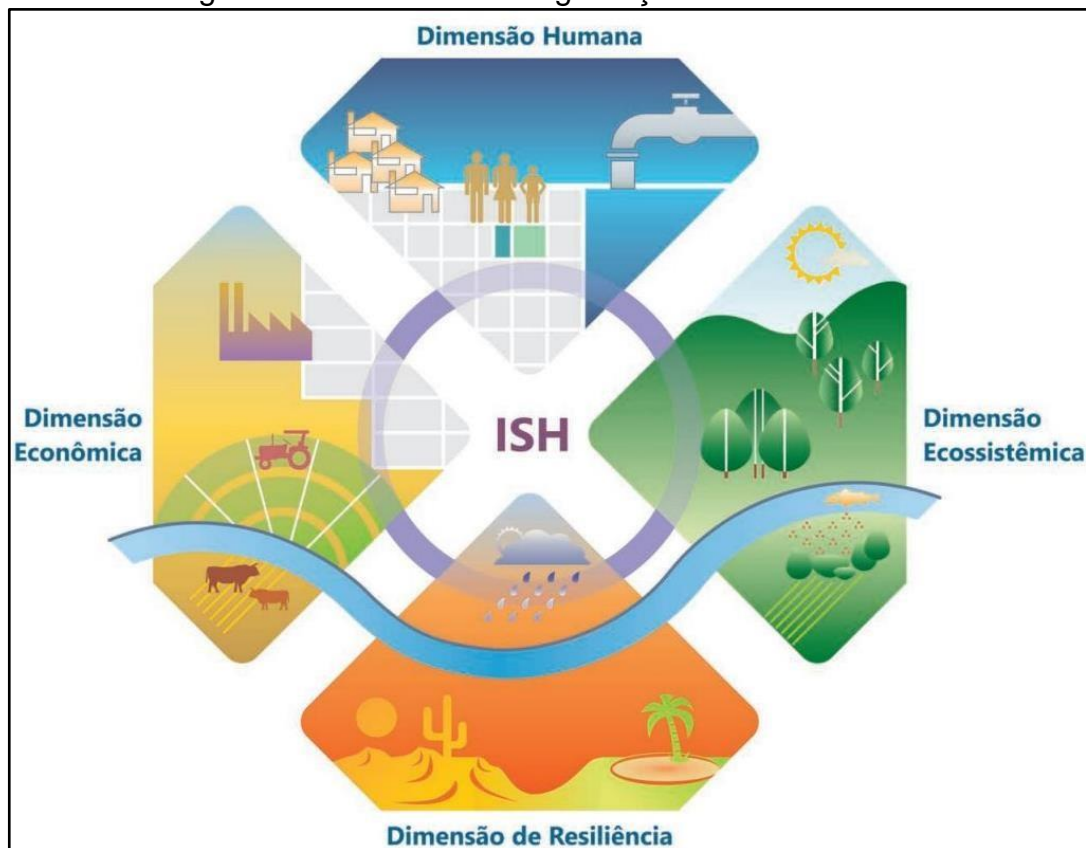 Dimensão Humana
Dimensão
Econômica
ISH
Dimensão
Ecossistêmica
Dimensão de Resiliência